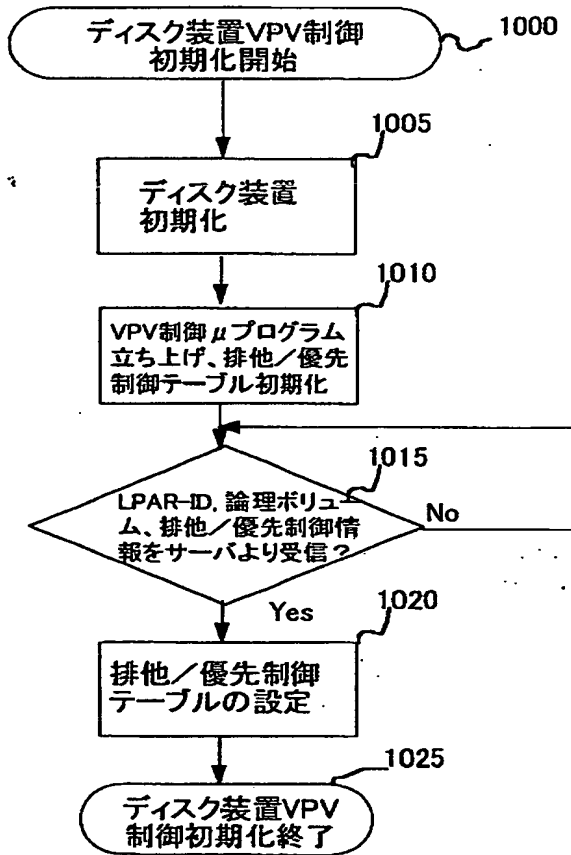 ディスク装置VPV制御
初期化開始
1000
1005
ディスク装置
初期化
1010
VPV制御μプログラム
立ち上げ、排他／優先
制御テーブル初期化
1015
LPAR-ID, 論理ボリュー
ム、排他／優先制御情
報をサーバより受信？
No
Yes
1020
排他／優先制御
テーブルの設定
1025
ディスク装置VPV
制御初期化終了